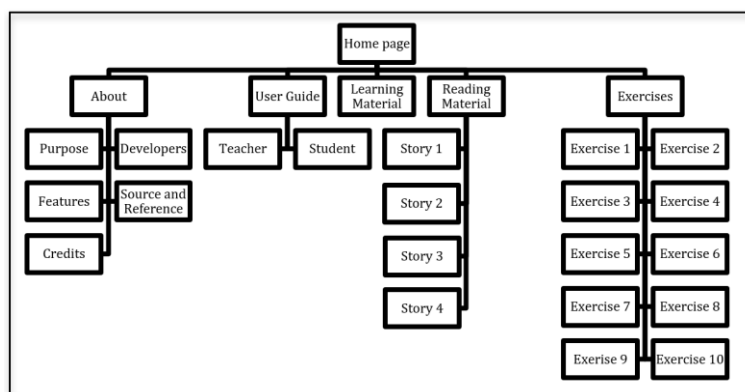 Home page
About
User Guide
Learning
Material
Reading
Material
Exercises
Purpose
Developers
Teacher
Student
Story 1
Exercise 1
Exercise 2
Features
Source and
Reference
Story 2
Exercise 3
Exercise 4
Credits
Story 3
Exercise 5
Exercise 6
Story 4
Exercise 7
Exercise 8
Exerise 9
Exercise 10